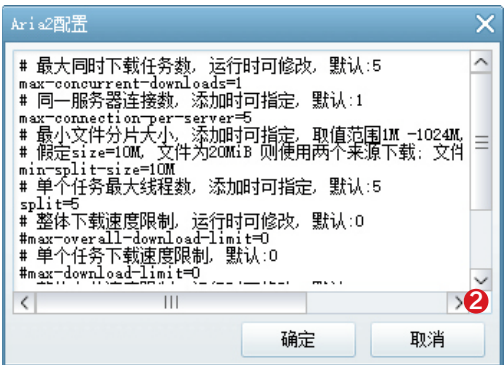 Aria2配置
# 最大同时下载任务数, 运行时可修改, 默认:5
max-concurrent-downloads=1
# 同一服务器连接数, 添加时可指定, 默认:1
max-connection-per-server=5
# 最小文件分片大小, 添加时可指定, 取值范围1M -1024M,
# 假定size=10M, 文件为20MiB 则使用两个来源下载; 文件
min-split-size=10M
# 单个任务最大线程数, 添加时可指定, 默认:5
split=5
# 整体下载速度限制, 运行时可修改, 默认:0
#max-overall-download-limit=0
# 单个任务下载速度限制, 默认:0
#max-download-limit=0
2
确定
取消